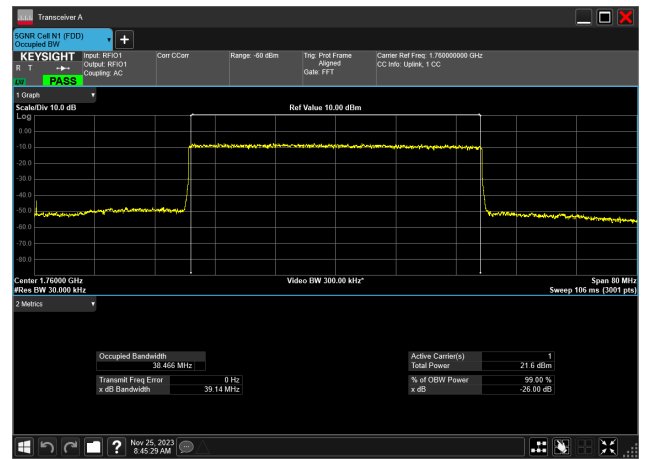 Transceiver A
5GNR Cell N1 (FDD)
Occupied BW
KEYSIGHT
R T
LW PASS
Input: RFIO1
Output: RFIO1
Coupling: AC
Corr CCorr
Range: -60 dBm
Trig: Prot Frame
Aligned
Gate: FFT
Carrier Ref Freq: 1.760000000 GHz
CC Info: Uplink, 1 CC
1 Graph
Scale/Div 10.0 dB
Ref Value 10.00 dBm
Log
0.00
-10.0
-20.0
-30.0
-40.0
-50.0
-60.0
-70.0
-80.0
Center 1.76000 GHz
Video BW 300.00 kHz*
Span 80 MHz
#Res BW 30.000 kHz
Sweep 106 ms (3001 pts)
2 Metrics
Occupied Bandwidth
38.466 MHz
Transmit Freq Error 0 Hz
x dB Bandwidth 39.14 MHz
Active Carrier(s) 1
Total Power 21.6 dBm
% of OBW Power 99.00 %
x dB -26.00 dB
Nov 25, 2023
8:45:29 AM